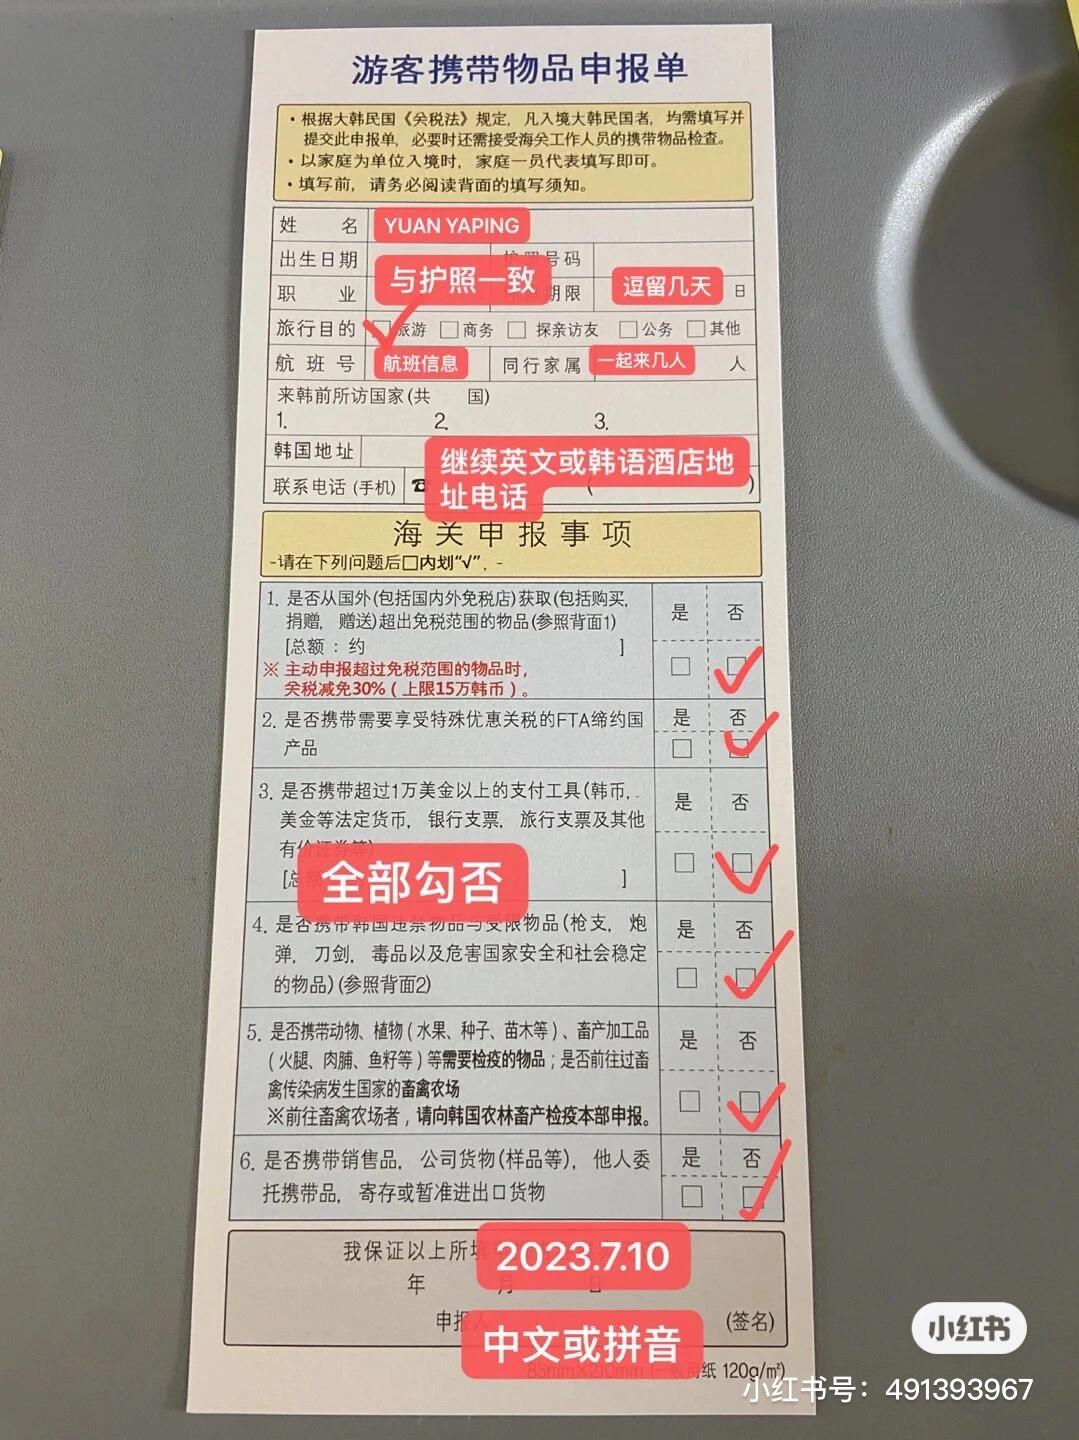 游客携带物品申报单
·根据大韩民国《关税法》规定，凡入境大韩民国者，均需填写并
提交此申报单，必要时还需接受海关工作人员的携带物品检查。
·以家庭为单位入境时，家庭一员代表填写即可。
·填写前，请务必阅读背面的填写须知。
姓 名 YUAN YAPING
出生日期 护照号码
与护照一致
职 业 期限 逗留几天 日
旅行目的 □旅游 □商务 □探亲访友 □公务 □其他
航班号 航班信息 同行家属 一起来几人 人
来韩前所访国家(共 国)
1. 2. 3.
韩国地址
继续英文或韩语酒店地
址电话
联系电话(手机) ☎ ( )
海关申报事项
-请在下列问题后□内划“√”，-
1. 是否从国外(包括国内外免税店)获取(包括购买,
捐赠，赠送)超出免税范围的物品(参照背面1)
[总额：约 ]
※ 主动申报超过免税范围的物品时，
关税减免30%（上限15万韩币）。
是 否
□ □
2. 是否携带需要享受特殊优惠关税的FTA缔约国
产品
是 否
□ □
3. 是否携带超过1万美金以上的支付工具(韩币,
美金等法定货币，银行支票，旅行支票及其他
有价证券等)
[总额 ]
是 否
□ □
全部勾否
4. 是否携带韩国违禁物品与受限物品(枪支，炮
弹，刀剑，毒品以及危害国家安全和社会稳定
的物品)(参照背面2)
是 否
□ □
5. 是否携带动物、植物（水果、种子、苗木等）、畜产加工品
（火腿、肉脯、鱼籽等）等需要检疫的物品；是否前往过畜
禽传染病发生国家的畜禽农场
※前往畜禽农场者，请向韩国农林畜产检疫本部申报。
是 否
□ □
6. 是否携带销售品，公司货物(样品等)，他人委
托携带品，寄存或暂准进出口货物
是 否
□ □
我保证以上所填
2023.7.10
年 月 日
申报人 (签名)
中文或拼音
85mm×210mm (一般用纸 120g/㎡)
小红书
小红书号：491393967